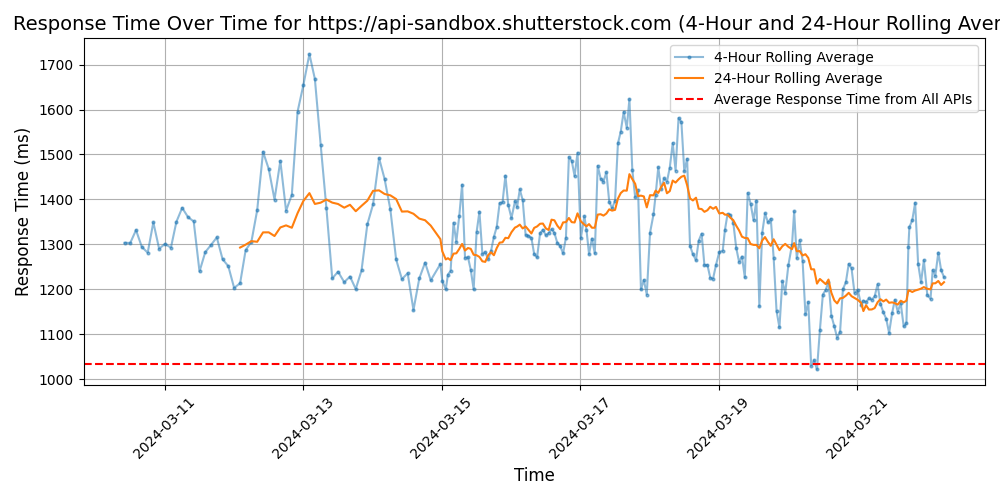 Response Time Over Time for https://api-sandbox.shutterstock.com (4-Hour and 24-Hour Rolling Aver
4-Hour Rolling Average
24-Hour Rolling Average
Average Response Time from All APIs
Response Time (ms)
1700
1600
1500
1400
1300
1200
1100
1000
2024-03-11
2024-03-13
2024-03-15
2024-03-17
2024-03-19
2024-03-21
Time